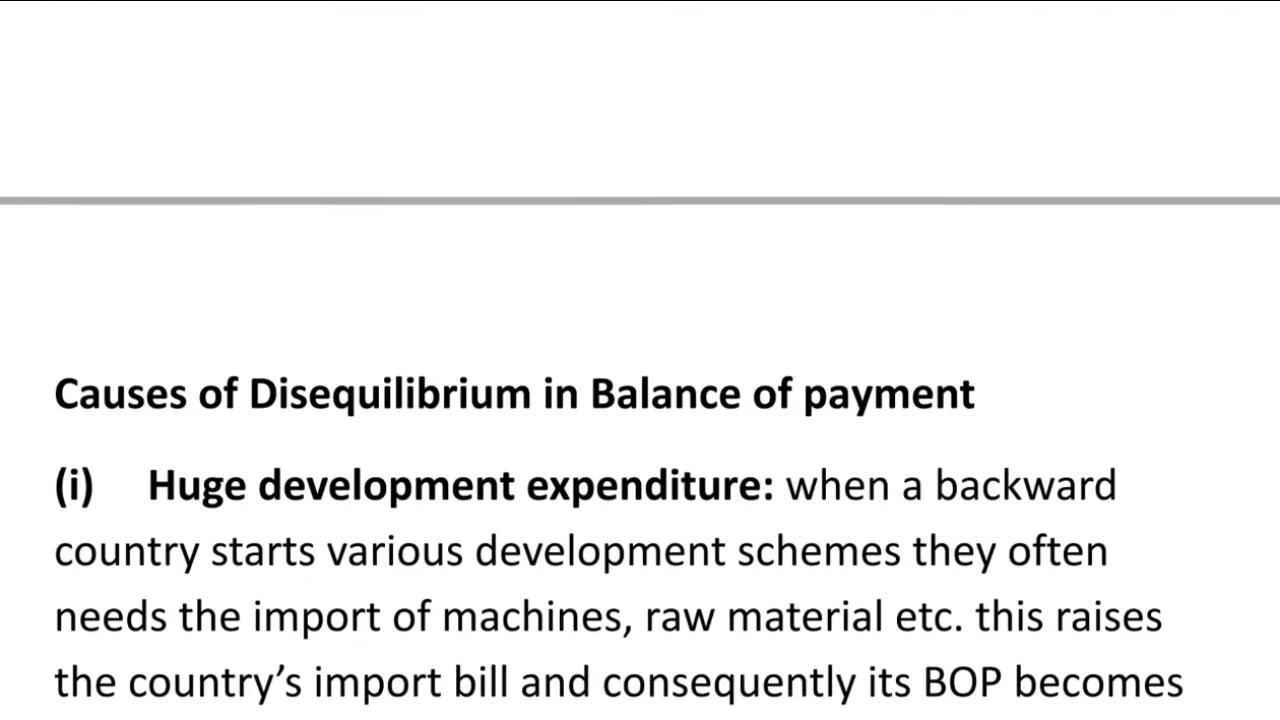 Causes of Disequilibrium in Balance of payment
(i) Huge development expenditure: when a backward
country starts various development schemes they often
needs the import of machines, raw material etc. this raises
the country’s import bill and consequently its BOP becomes